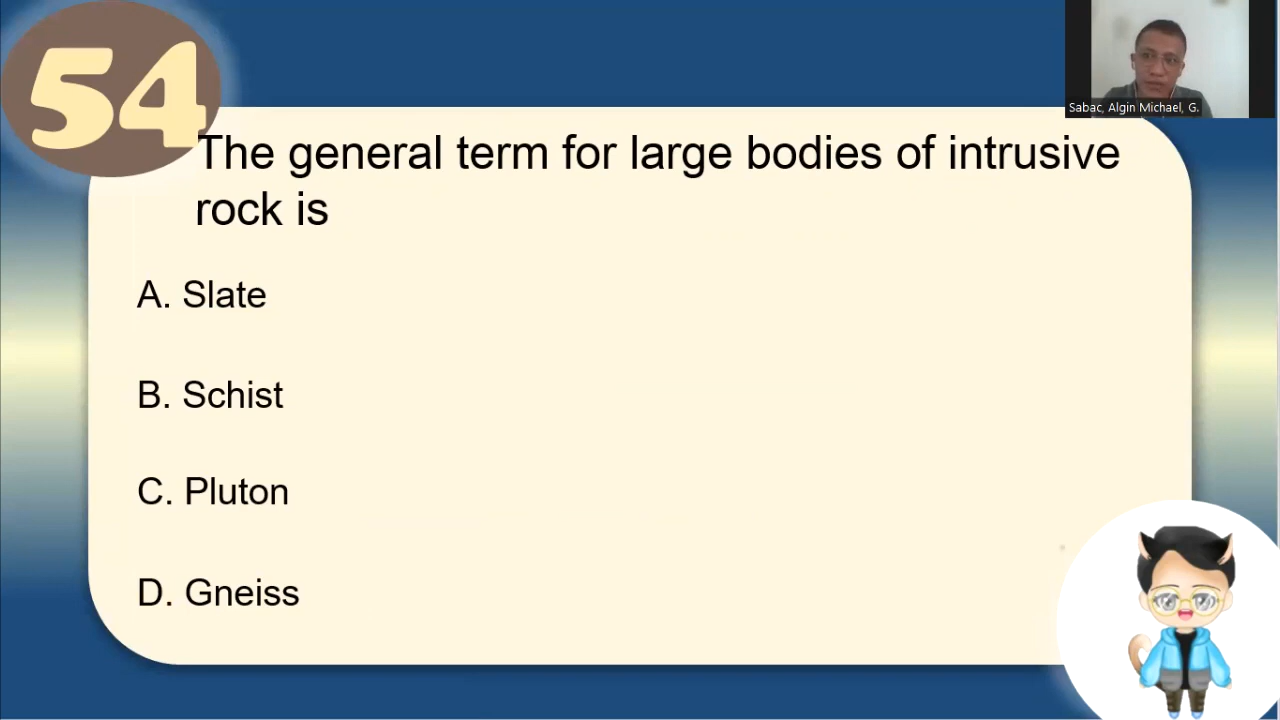 54
Sabac, Algin Michael, G.
The general term for large bodies of intrusive
rock is
A. Slate
B. Schist
C. Pluton
D. Gneiss